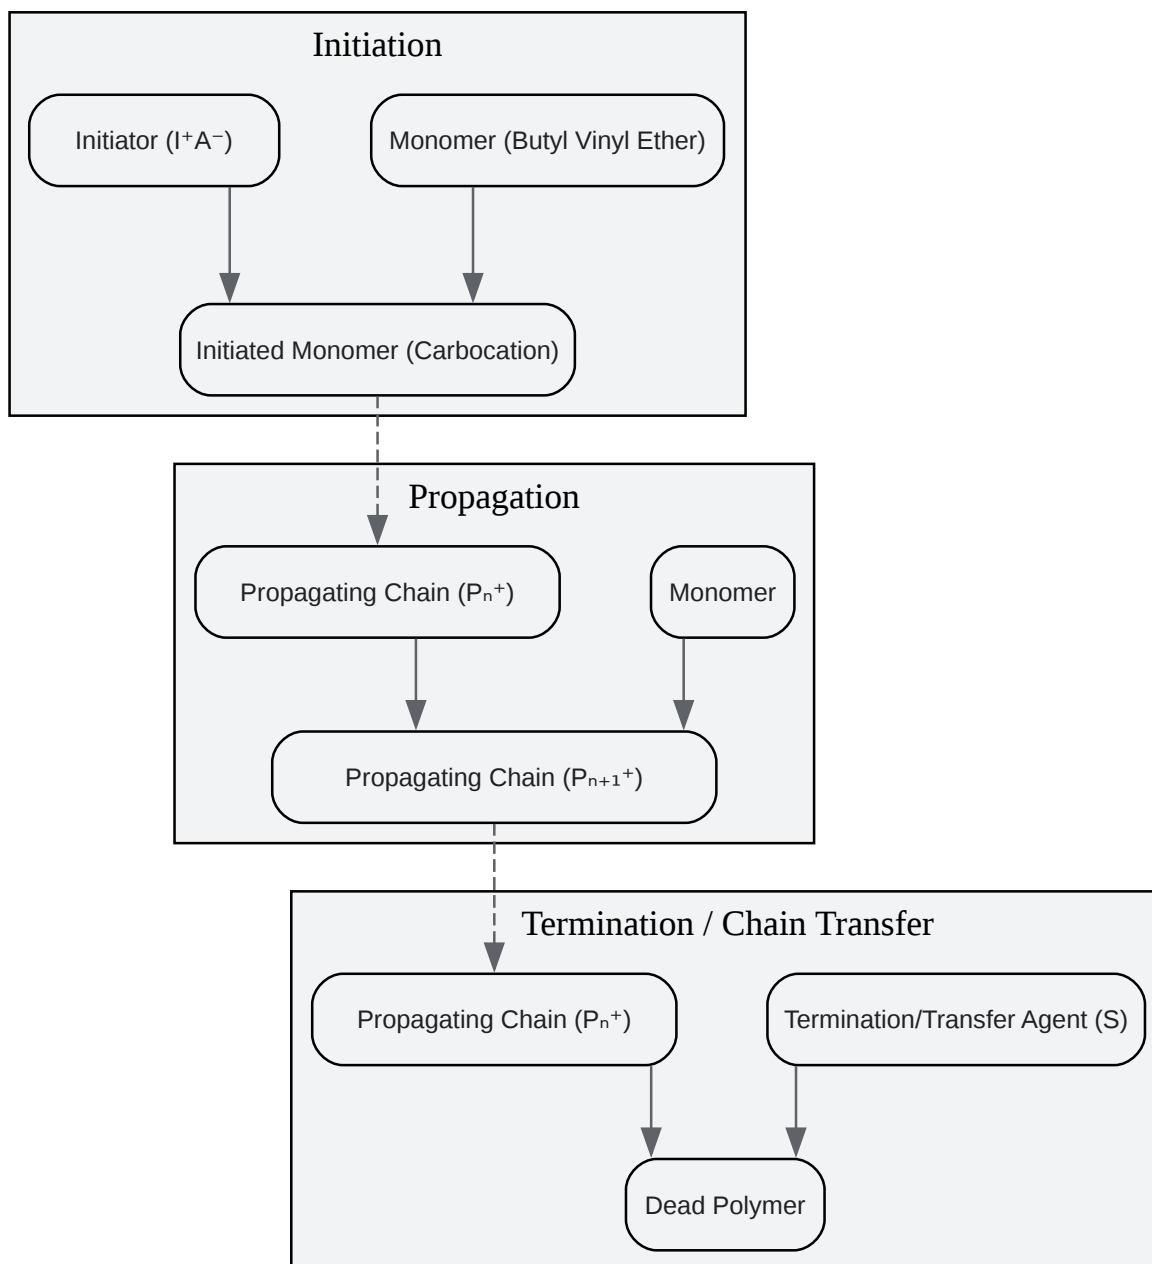 Initiation
Initiator (I⁺A⁻)
Monomer (Butyl Vinyl Ether)
Initiated Monomer (Carbocation)
Propagation
Propagating Chain (Pₙ⁺)
Monomer
Propagating Chain (Pₙ₊₁⁺)
Termination / Chain Transfer
Propagating Chain (Pₙ⁺)
Termination/Transfer Agent (S)
Dead Polymer